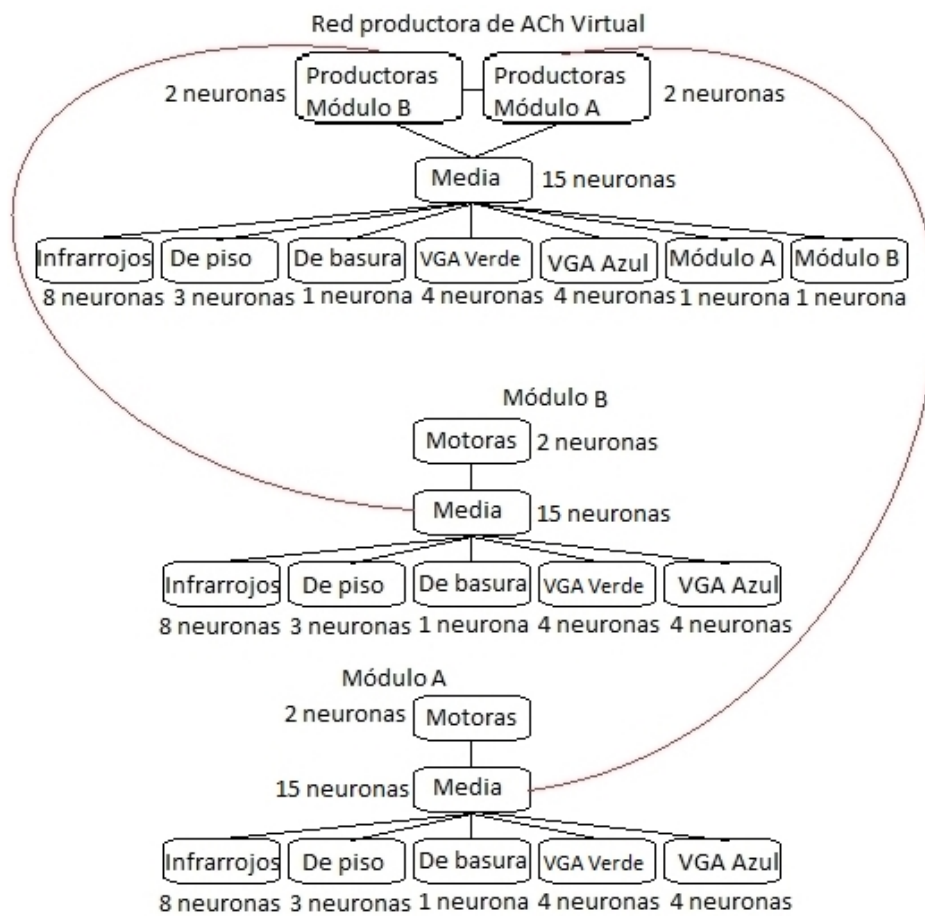 Red productora de ACh Virtual
2 neuronas
Productoras
Módulo B
Productoras
Módulo A
2 neuronas
Media
15 neuronas
Infrarrojos
De piso
De basura
VGA Verde
VGA Azul
Módulo A
Módulo B
8 neuronas
3 neuronas
1 neurona
4 neuronas
4 neuronas
1 neurona
1 neurona
Módulo B
Motoras
2 neuronas
Media
15 neuronas
Infrarrojos
De piso
De basura
VGA Verde
VGA Azul
8 neuronas
3 neuronas
1 neurona
4 neuronas
4 neuronas
Módulo A
2 neuronas
Motoras
15 neuronas
Media
Infrarrojos
De piso
De basura
VGA Verde
VGA Azul
8 neuronas
3 neuronas
1 neurona
4 neuronas
4 neuronas